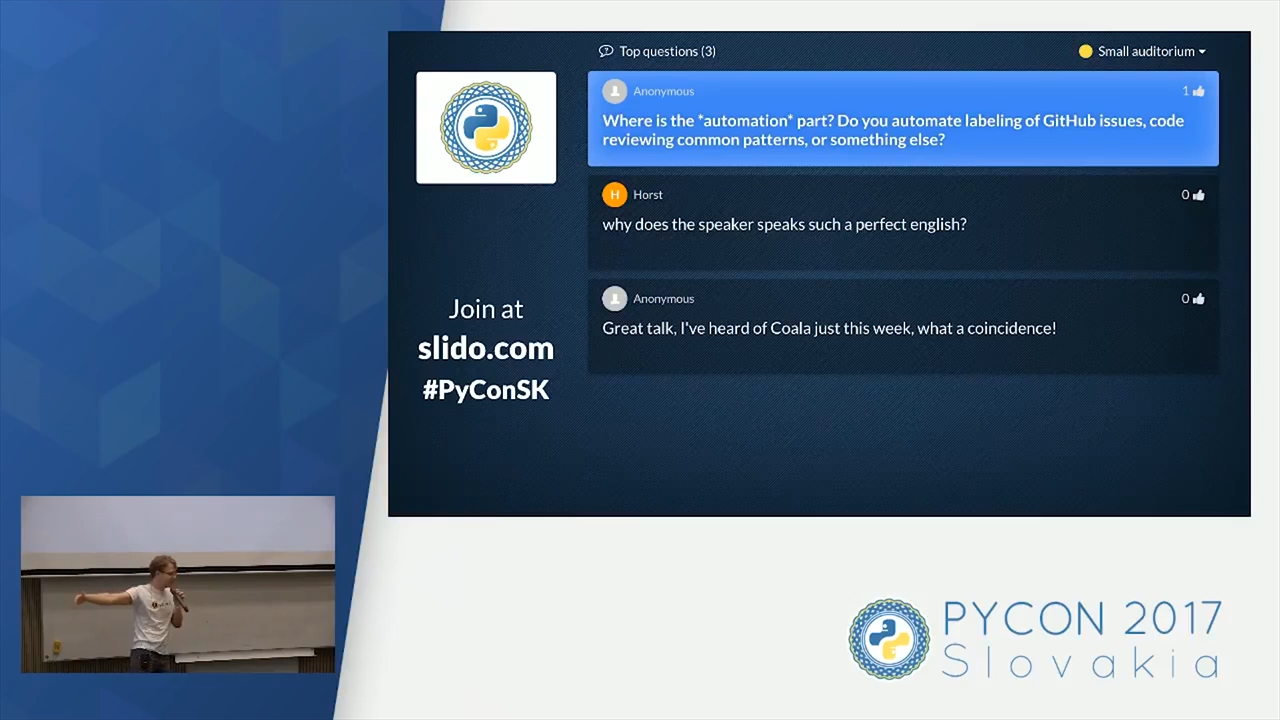 Top questions (3)
Small auditorium
Anonymous
1
Where is the *automation* part? Do you automate labeling of GitHub issues, code
reviewing common patterns, or something else?
H
Horst
0
why does the speaker speaks such a perfect english?
Anonymous
0
Great talk, I've heard of Coala just this week, what a coincidence!
Join at
slido.com
#PyConSK
PYCON 2017
Slovakia